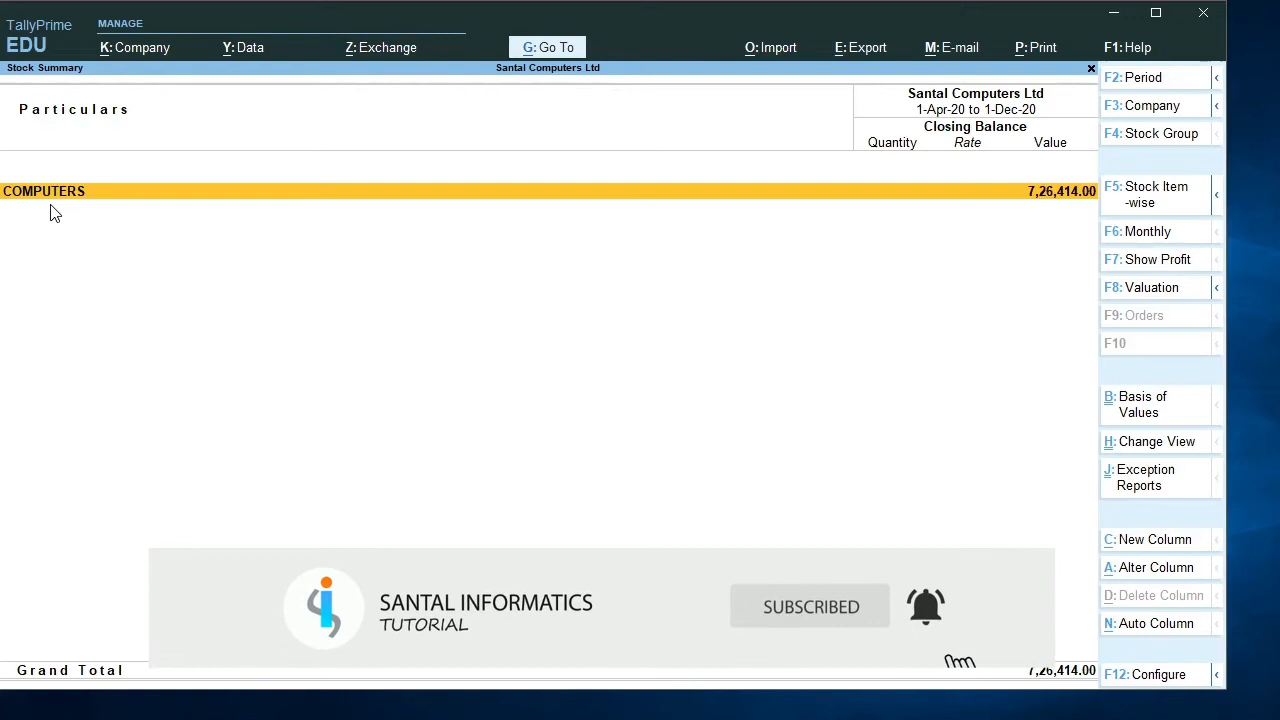 TallyPrime
EDU
MANAGE
K: Company
Y: Data
Z: Exchange
G: Go To
O: Import
E: Export
M: E-mail
P: Print
F1: Help
Stock Summary
Santal Computers Ltd
x
Particulars
Santal Computers Ltd
1-Apr-20 to 1-Dec-20
Closing Balance
Quantity Rate Value
COMPUTERS 7,26,414.00
F2: Period
F3: Company
F4: Stock Group
F5: Stock Item
-wise
F6: Monthly
F7: Show Profit
F8: Valuation
F9: Orders
F10
B: Basis of
Values
H: Change View
J: Exception
Reports
C: New Column
A: Alter Column
D: Delete Column
N: Auto Column
F12: Configure
SANTAL INFORMATICS
TUTORIAL
SUBSCRIBED
Grand Total 7,26,414.00